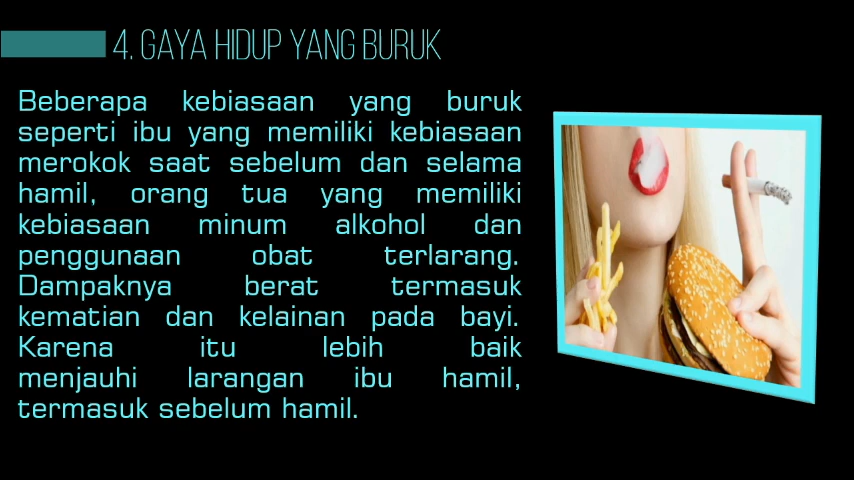 4. GAYA HIDUP YANG BURUK
Beberapa kebiasaan yang buruk
seperti ibu yang memiliki kebiasaan
merokok saat sebelum dan selama
hamil, orang tua yang memiliki
kebiasaan minum alkohol dan
penggunaan obat terlarang.
Dampaknya berat termasuk
kematian dan kelainan pada bayi.
Karena itu lebih baik
menjauhi larangan ibu hamil,
termasuk sebelum hamil.